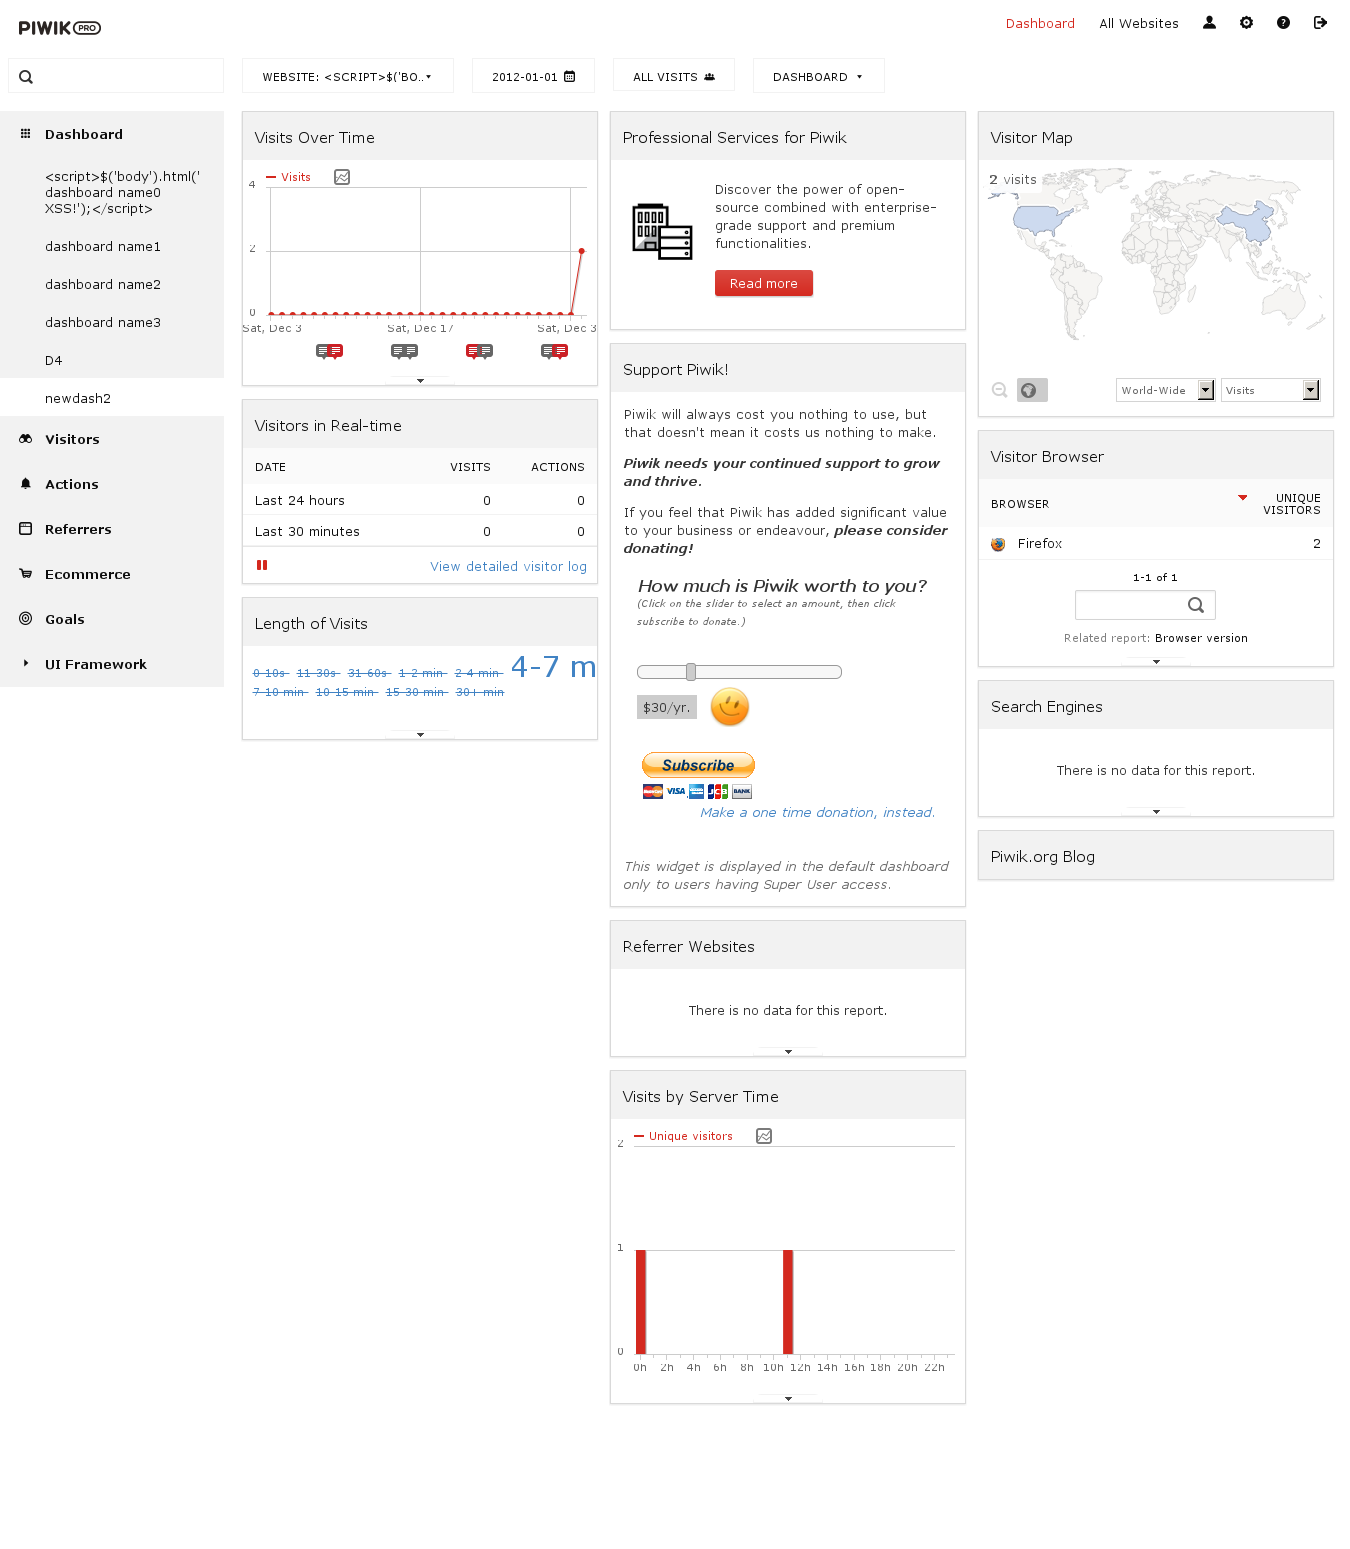 PIWIK PRO
Dashboard
All Websites
WEBSITE: <SCRIPT>$('BO..
2012-01-01
ALL VISITS
DASHBOARD
Dashboard
<script>$('body').html('
dashboard name0
XSS!');</script>
dashboard name1
dashboard name2
dashboard name3
D4
newdash2
Visitors
Actions
Referrers
Ecommerce
Goals
UI Framework
Visits Over Time
Visits
4
2
0
Sat, Dec 3
Sat, Dec 17
Sat, Dec 3
Visitors in Real-time
DATE VISITS ACTIONS
Last 24 hours 0 0
Last 30 minutes 0 0
View detailed visitor log
Length of Visits
0-10s 11-30s 31-60s 1-2 min 2-4 min 4-7 m
7-10 min 10-15 min 15-30 min 30+ min
Professional Services for Piwik
Discover the power of open-
source combined with enterprise-
grade support and premium
functionalities.
Read more
Support Piwik!
Piwik will always cost you nothing to use, but
that doesn't mean it costs us nothing to make.
Piwik needs your continued support to grow
and thrive.
If you feel that Piwik has added significant value
to your business or endeavour, please consider
donating!
How much is Piwik worth to you?
(Click on the slider to select an amount, then click
subscribe to donate.)
$30/yr.
Subscribe
VISA
JCB
BANK
Make a one time donation, instead.
This widget is displayed in the default dashboard
only to users having Super User access.
Referrer Websites
There is no data for this report.
Visits by Server Time
Unique visitors
2
1
0
0h 2h 4h 6h 8h 10h 12h 14h 16h 18h 20h 22h
Visitor Map
2 visits
World-Wide
Visits
Visitor Browser
BROWSER UNIQUE
VISITORS
Firefox 2
1-1 of 1
Related report: Browser version
Search Engines
There is no data for this report.
Piwik.org Blog